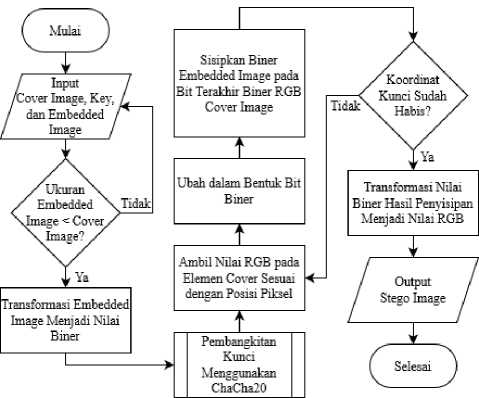 Mulai
Input
Cover Image, Key,
dan Embedded
Image
Ukuran
Embedded
Image < Cover
Image?
Tidak
Ya
Transformasi Embedded
Image Menjadi Nilai
Biner
Pembangkitan
Kunci
Menggunakan
ChaCha20
Ambil Nilai RGB pada
Elemen Cover Sesuai
dengan Posisi Piksel
Ubah dalam Bentuk Bit
Biner
Sisipkan Biner
Embedded Image pada
Bit Terakhir Biner RGB
Cover Image
Koordinat
Kunci Sudah
Habis?
Tidak
Ya
Transformasi Nilai
Biner Hasil Penyisipan
Menjadi Nilai RGB
Output
Stego Image
Selesai